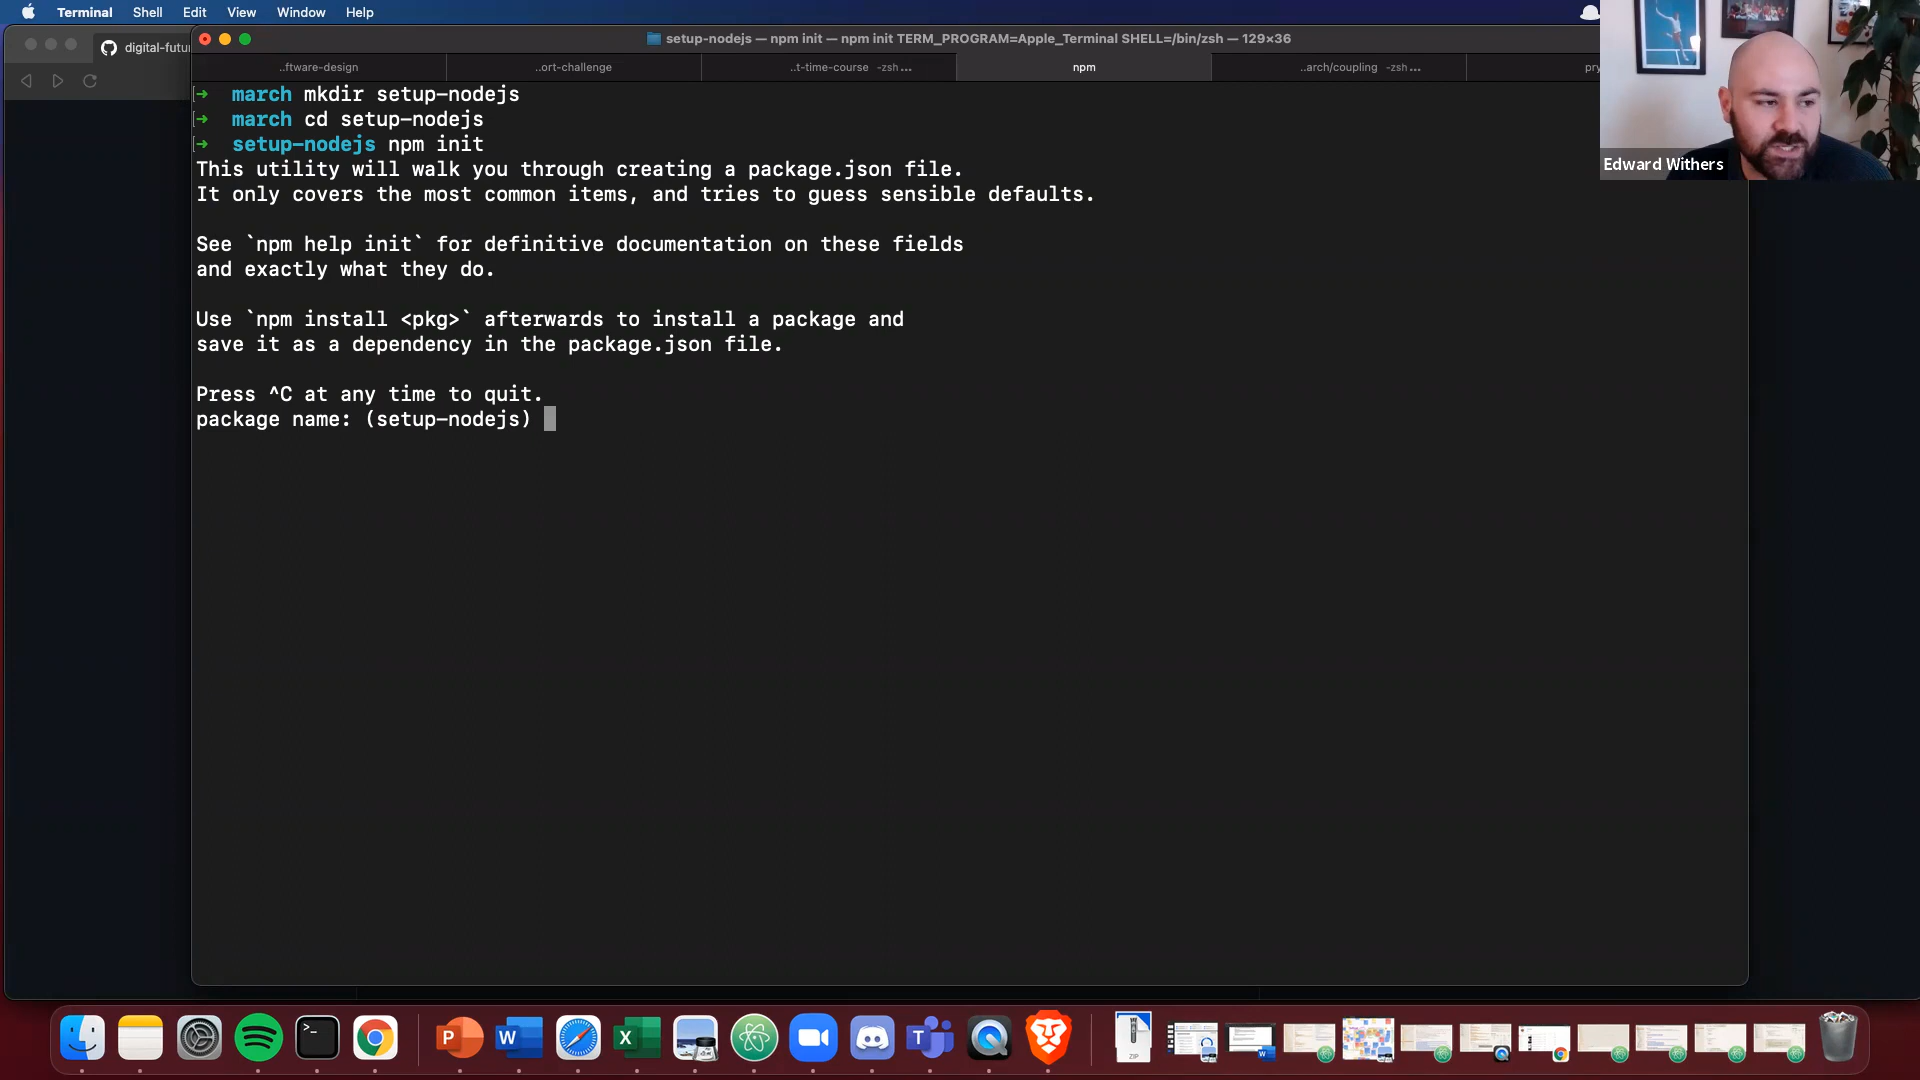 Terminal Shell Edit View Window Help
digital-futur
setup-nodejs — npm init — npm init TERM_PROGRAM=Apple_Terminal SHELL=/bin/zsh — 129×36
..ftware-design ..ort-challenge ..t-time-course -zsh... npm ..arch/coupling -zsh... pry
→ march mkdir setup-nodejs
→ march cd setup-nodejs
→ setup-nodejs npm init
This utility will walk you through creating a package.json file.
It only covers the most common items, and tries to guess sensible defaults.
See `npm help init` for definitive documentation on these fields
and exactly what they do.
Use `npm install <pkg>` afterwards to install a package and
save it as a dependency in the package.json file.
Press ^C at any time to quit.
package name: (setup-nodejs)
Edward Withers
ZIP